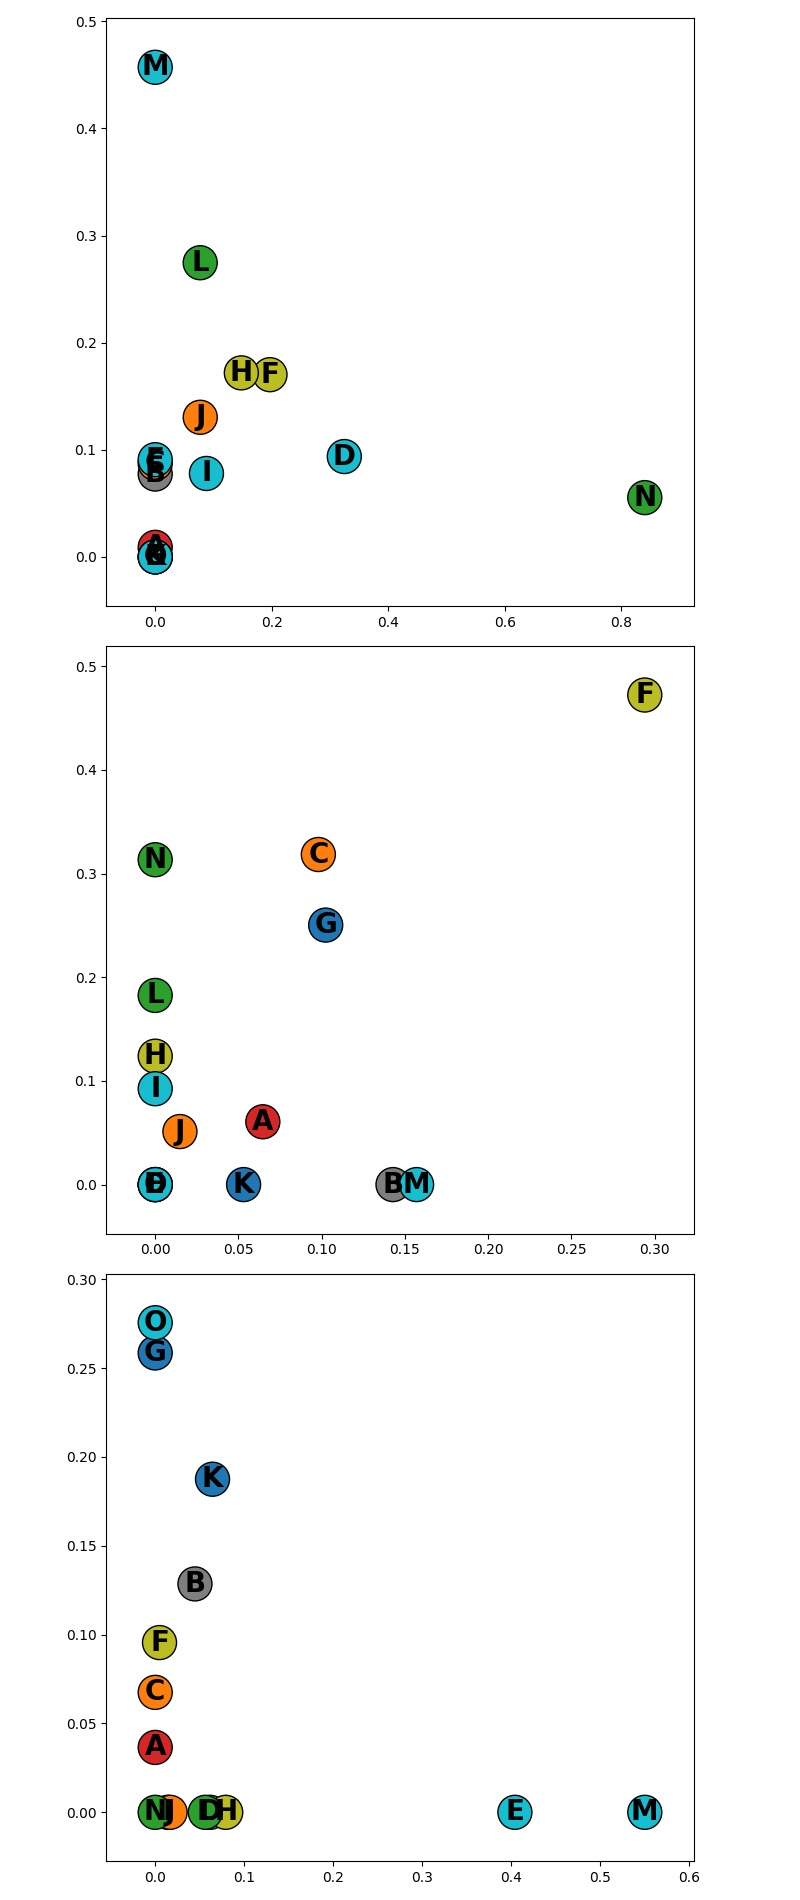 0.5
M
0.4
0.3
L
0.2
H F
J
0.1
B I D
N
0.0
0.0 0.2 0.4 0.6 0.8
0.5
F
0.4
N C
0.3
G
0.2
L
H
0.1
I
J A
0.0
K B M
0.00 0.05 0.10 0.15 0.20 0.25 0.30
0.30
O
G
0.25
0.20
K
0.15
B
0.10
F
C
0.05
A
0.00
N J D H E M
0.0 0.1 0.2 0.3 0.4 0.5 0.6